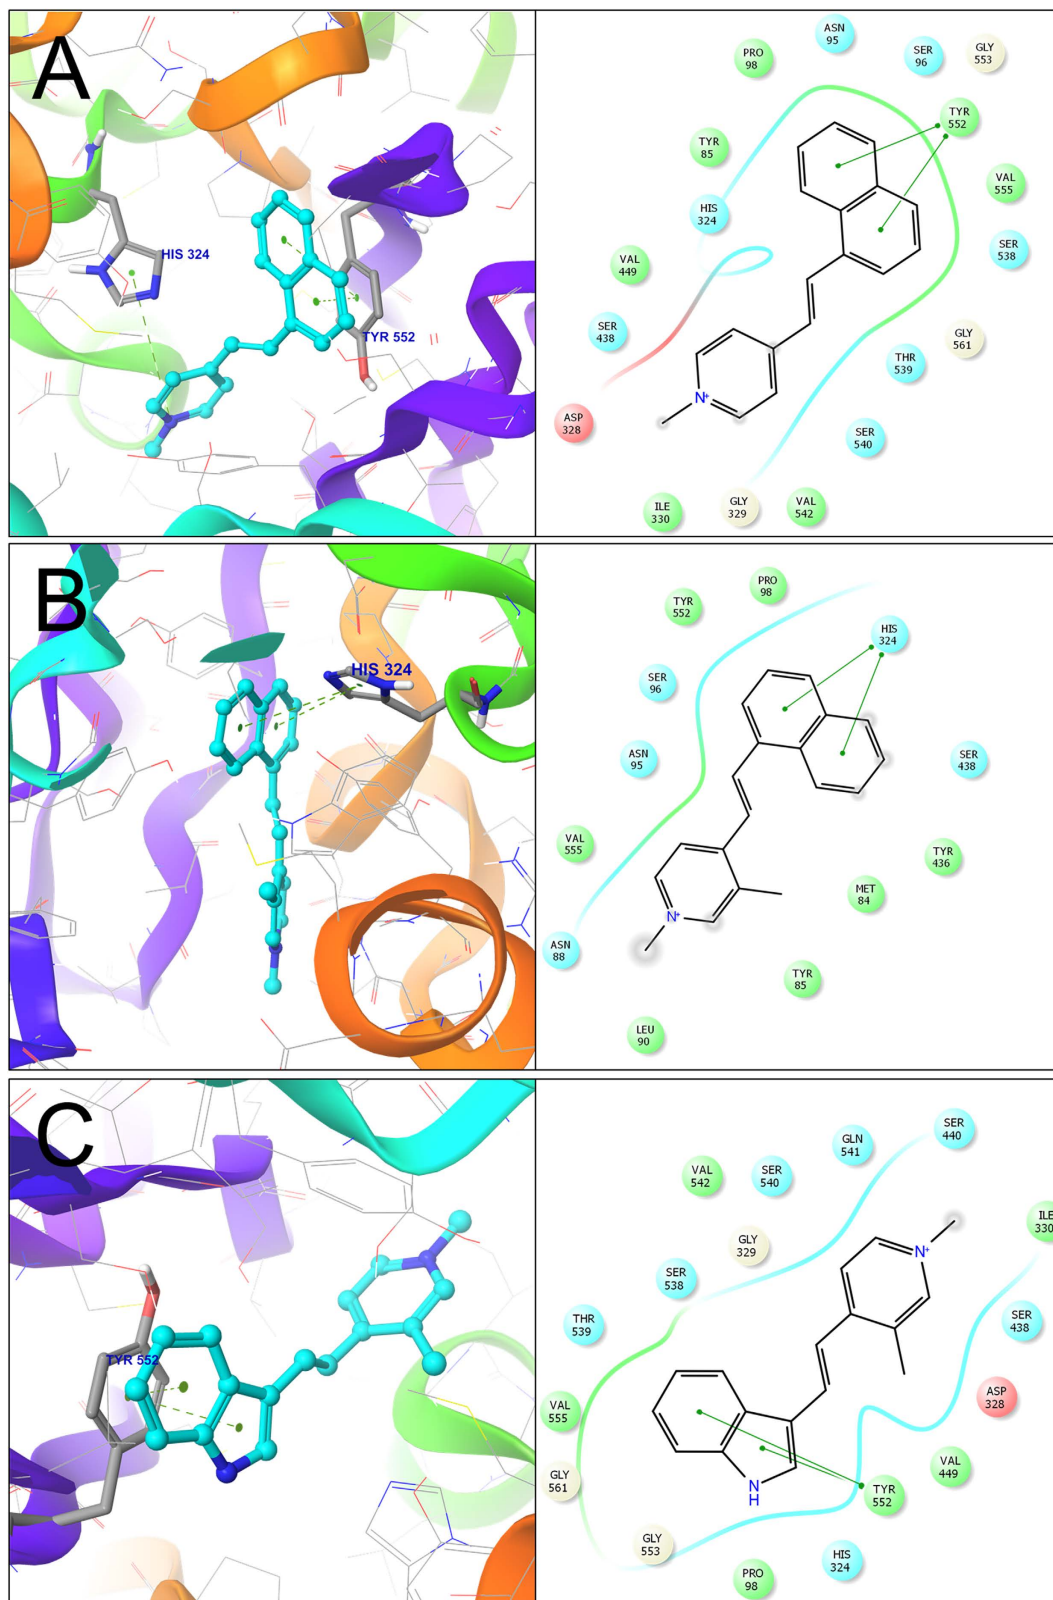 A
HIS 324
TYR 552
ASN
95
PRO
98
SER
96
GLY
553
TYR
552
TYR
85
VAL
555
HIS
324
SER
538
VAL
449
SER
438
GLY
561
THR
539
N+
ASP
328
SER
540
ILE
330
GLY
329
VAL
542
B
HIS 324
PRO
98
TYR
552
HIS
324
SER
96
ASN
95
SER
438
VAL
555
TYR
436
MET
84
N+
ASN
88
TYR
85
LEU
90
C
TYR 552
SER
440
GLN
541
VAL
542
SER
540
ILE
330
GLY
329
N+
SER
538
SER
438
THR
539
ASP
328
VAL
555
VAL
449
GLY
561
TYR
552
N
H
GLY
553
HIS
324
PRO
98